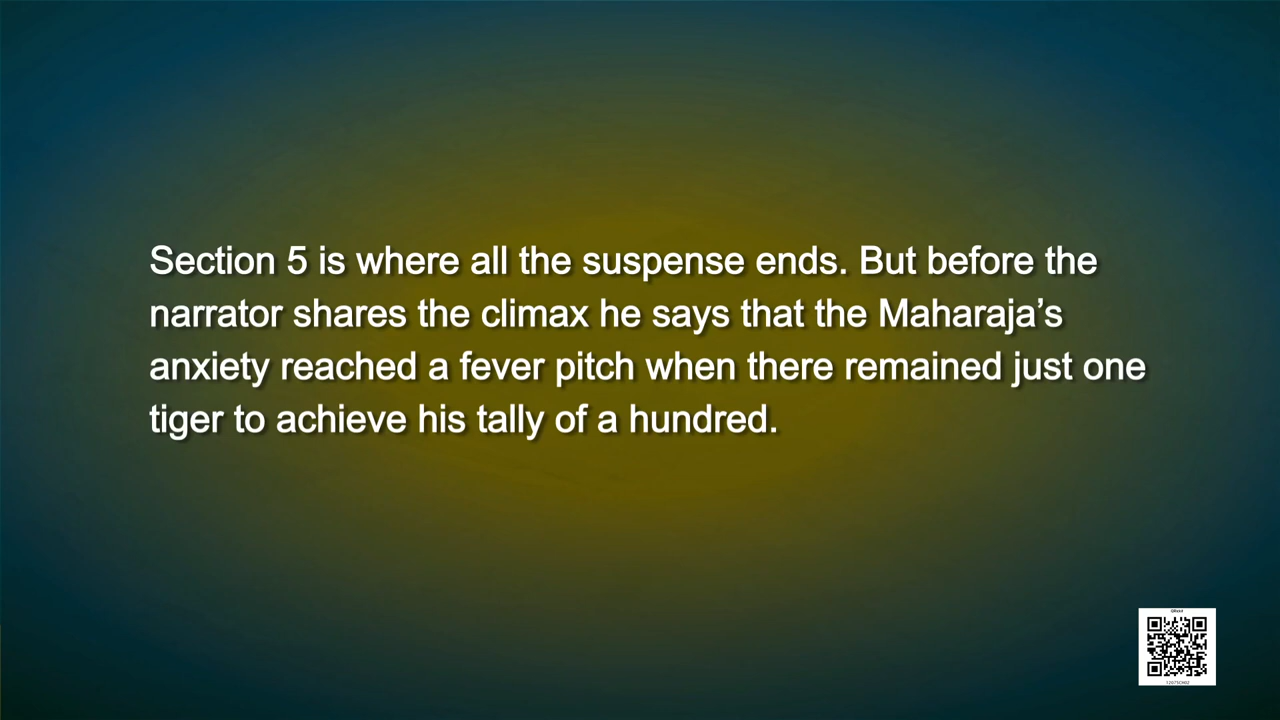 Section 5 is where all the suspense ends. But before the
narrator shares the climax he says that the Maharaja’s
anxiety reached a fever pitch when there remained just one
tiger to achieve his tally of a hundred.